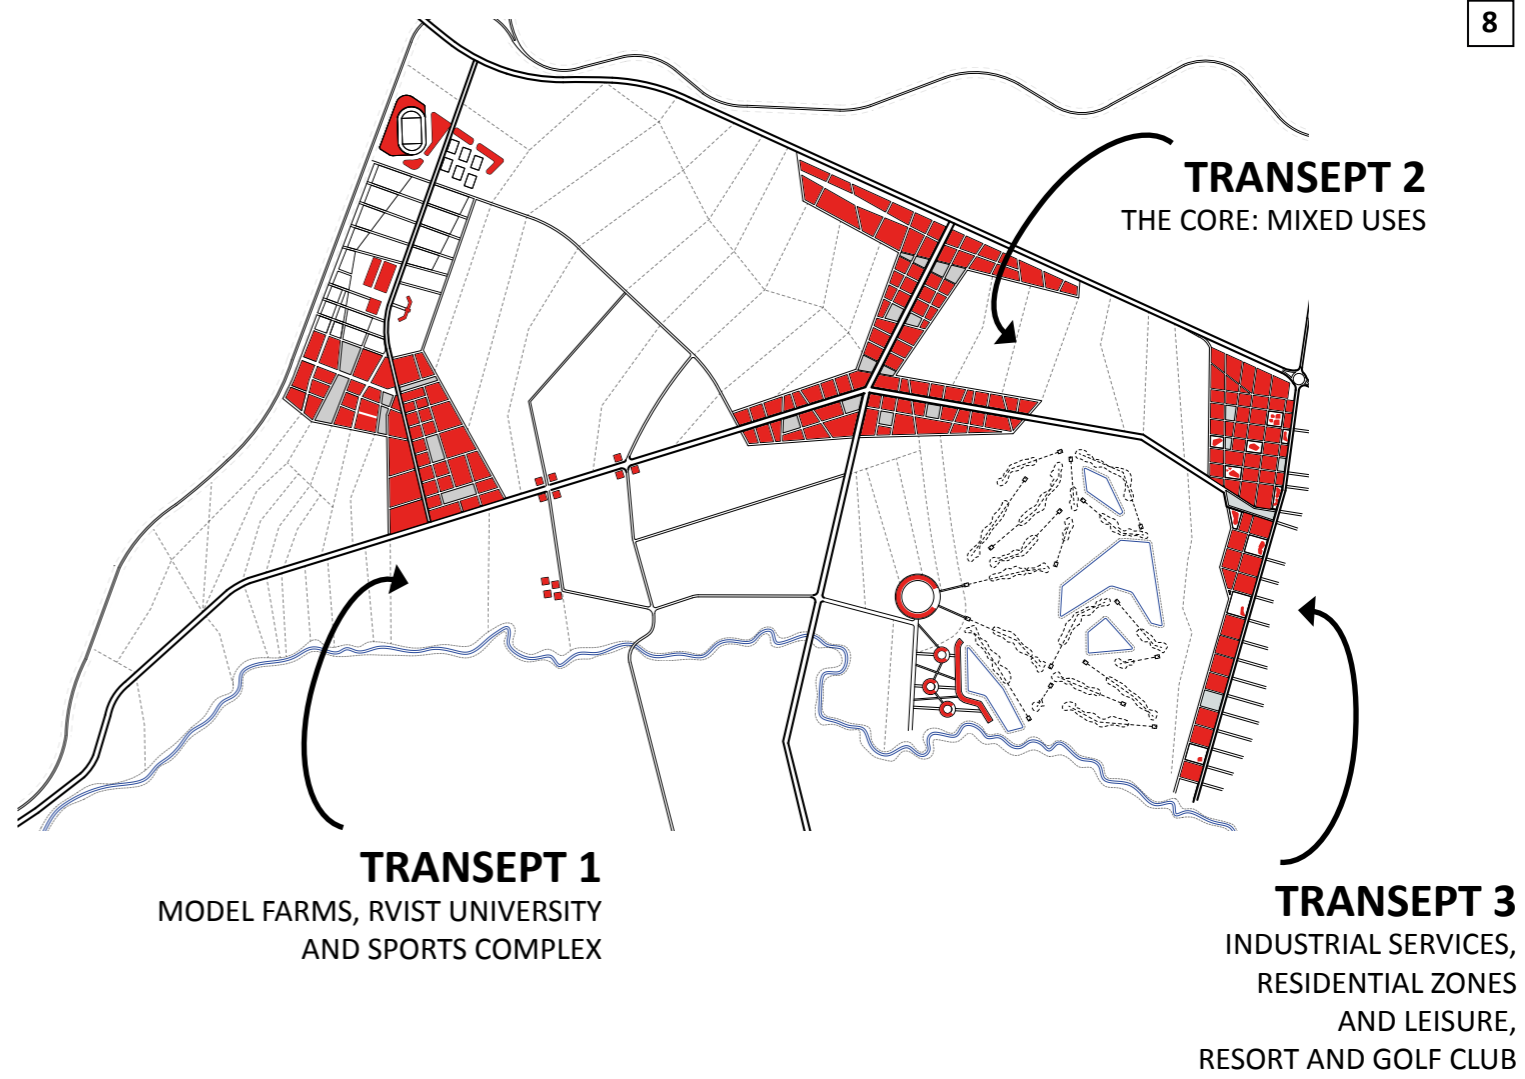 8
TRANSEPT 2
THE CORE: MIXED USES
TRANSEPT 1
MODEL FARMS, RVIST UNIVERSITY
AND SPORTS COMPLEX
TRANSEPT 3
INDUSTRIAL SERVICES,
RESIDENTIAL ZONES
AND LEISURE,
RESORT AND GOLF CLUB